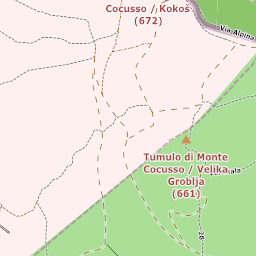 Cocusso / Kokoš
(672)
Via Alpina
Tumulo di Monte
Cocusso / Velika
Groblja
(661)
28